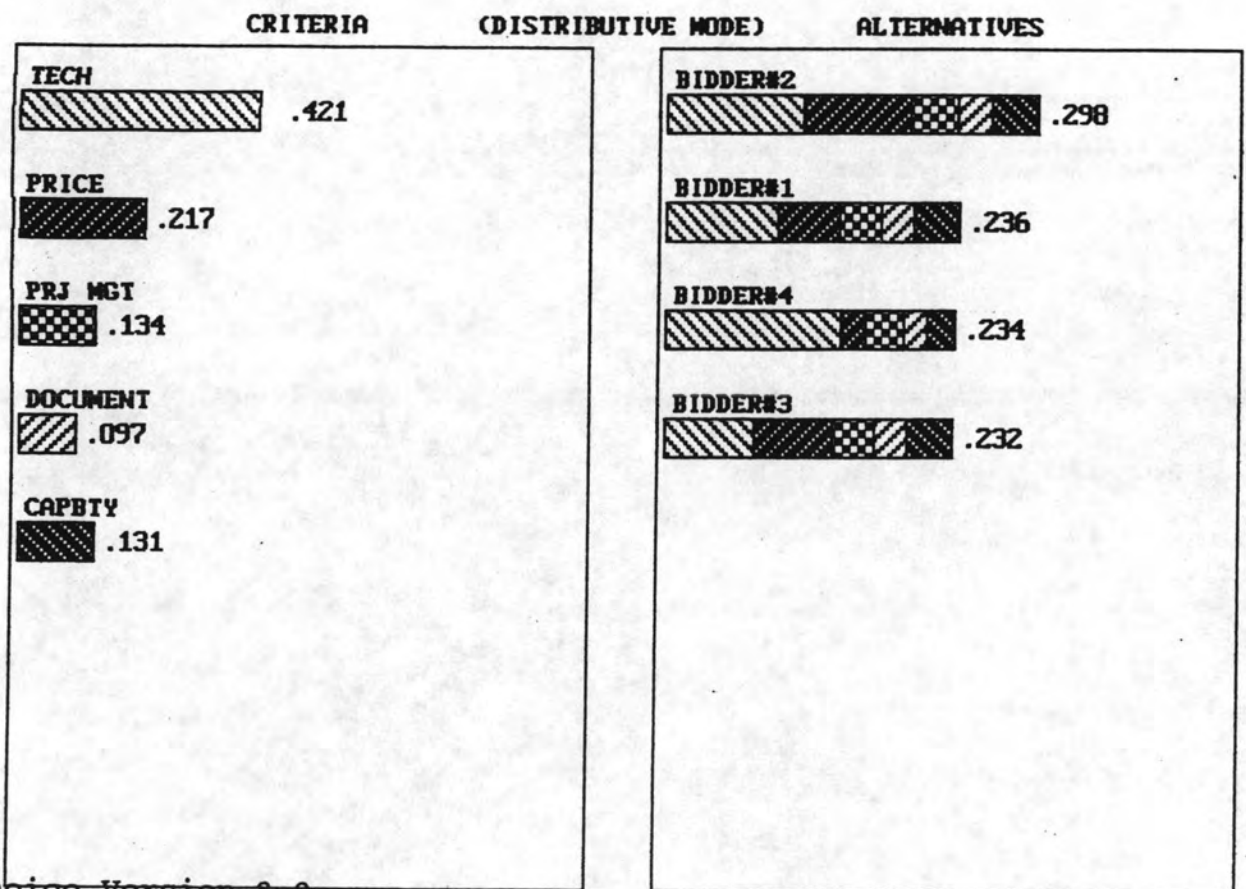 CRITERIA (DISTRIBUTIVE MODE) ALTERNATIVES
TECH
.421
PRICE
.217
PRJ MGT
.134
DOCUMENT
.097
CAPBTY
.131
BIDDER#2
.298
BIDDER#1
.236
BIDDER#4
.234
BIDDER#3
.232
Version